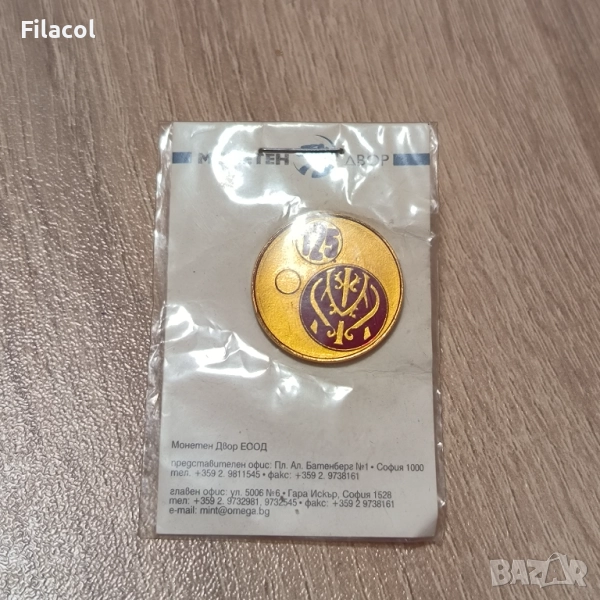 Filacol
МОНЕТЕН ДВОР
125
Монетен Двор ЕООД
представителен офис: Пл. Ал. Батенберг №1 • София 1000
тел. +359 2. 9811545 • факс: +359 2. 9738161
главен офис: ул. 5006 №6 • Гара Искър, София 1528
тел: +359 2. 9732981, 9732545 • факс: +359 2 9738161
e-mail: mint@omega.bg
BAZAR